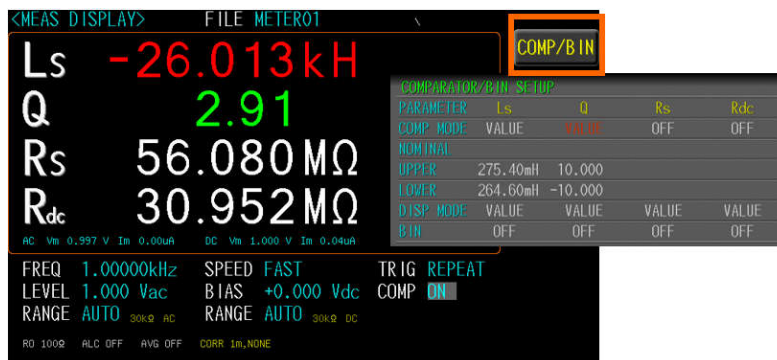 <MEAS DISPLAY> FILE METER01 \
Ls -26.013kH
Q 2.91
Rs 56.080MΩ
Rdc 30.952MΩ
AC Vm 0.997 V Im 0.00uA DC Vm 1.000 V Im 0.04uA
FREQ 1.00000kHz SPEED FAST TRIG REPEAT
LEVEL 1.000 Vac BIAS +0.000 Vdc COMP ON
RANGE AUTO 30kΩ AC RANGE AUTO 30kΩ DC
RO 100Ω ALC OFF AVG OFF CORR 1m,NONE
COMP/BIN
COMPARATOR/BIN SETUP
PARAMETER Ls Q Rs Rdc
COMP MODE VALUE VALUE OFF OFF
NOMINAL
UPPER 275.40mH 10.000
LOWER 264.60mH -10.000
DISP MODE VALUE VALUE VALUE VALUE
BIN OFF OFF OFF OFF